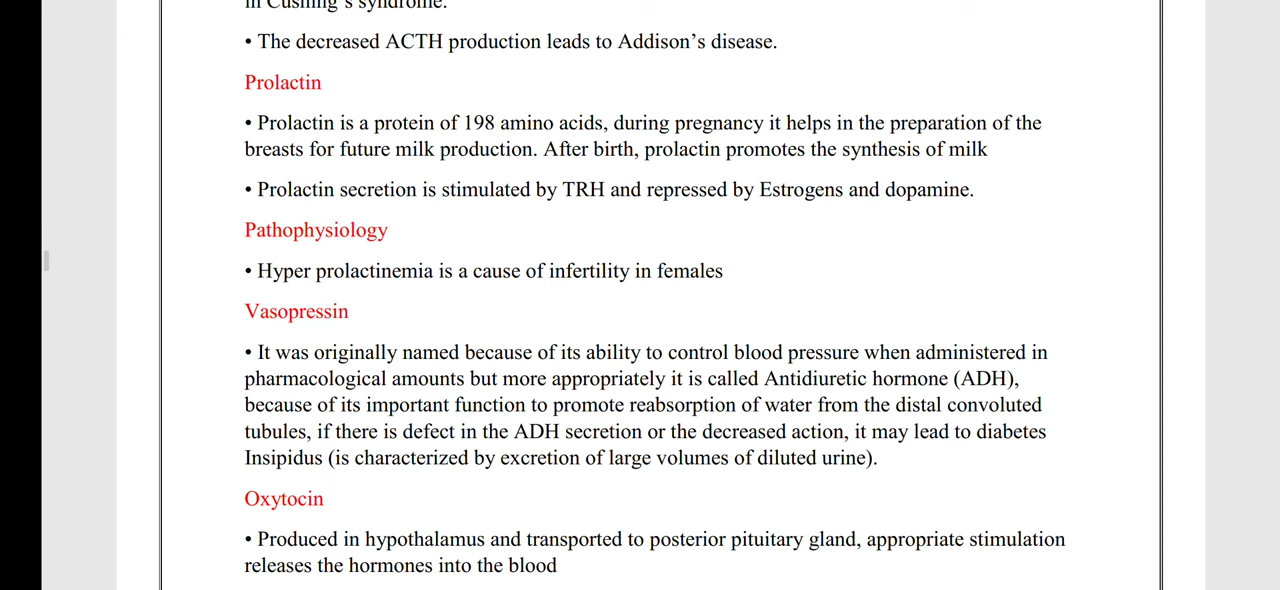 in Cushing's syndrome.
• The decreased ACTH production leads to Addison’s disease.
Prolactin
• Prolactin is a protein of 198 amino acids, during pregnancy it helps in the preparation of the
breasts for future milk production. After birth, prolactin promotes the synthesis of milk
• Prolactin secretion is stimulated by TRH and repressed by Estrogens and dopamine.
Pathophysiology
• Hyper prolactinemia is a cause of infertility in females
Vasopressin
• It was originally named because of its ability to control blood pressure when administered in
pharmacological amounts but more appropriately it is called Antidiuretic hormone (ADH),
because of its important function to promote reabsorption of water from the distal convoluted
tubules, if there is defect in the ADH secretion or the decreased action, it may lead to diabetes
Insipidus (is characterized by excretion of large volumes of diluted urine).
Oxytocin
• Produced in hypothalamus and transported to posterior pituitary gland, appropriate stimulation
releases the hormones into the blood